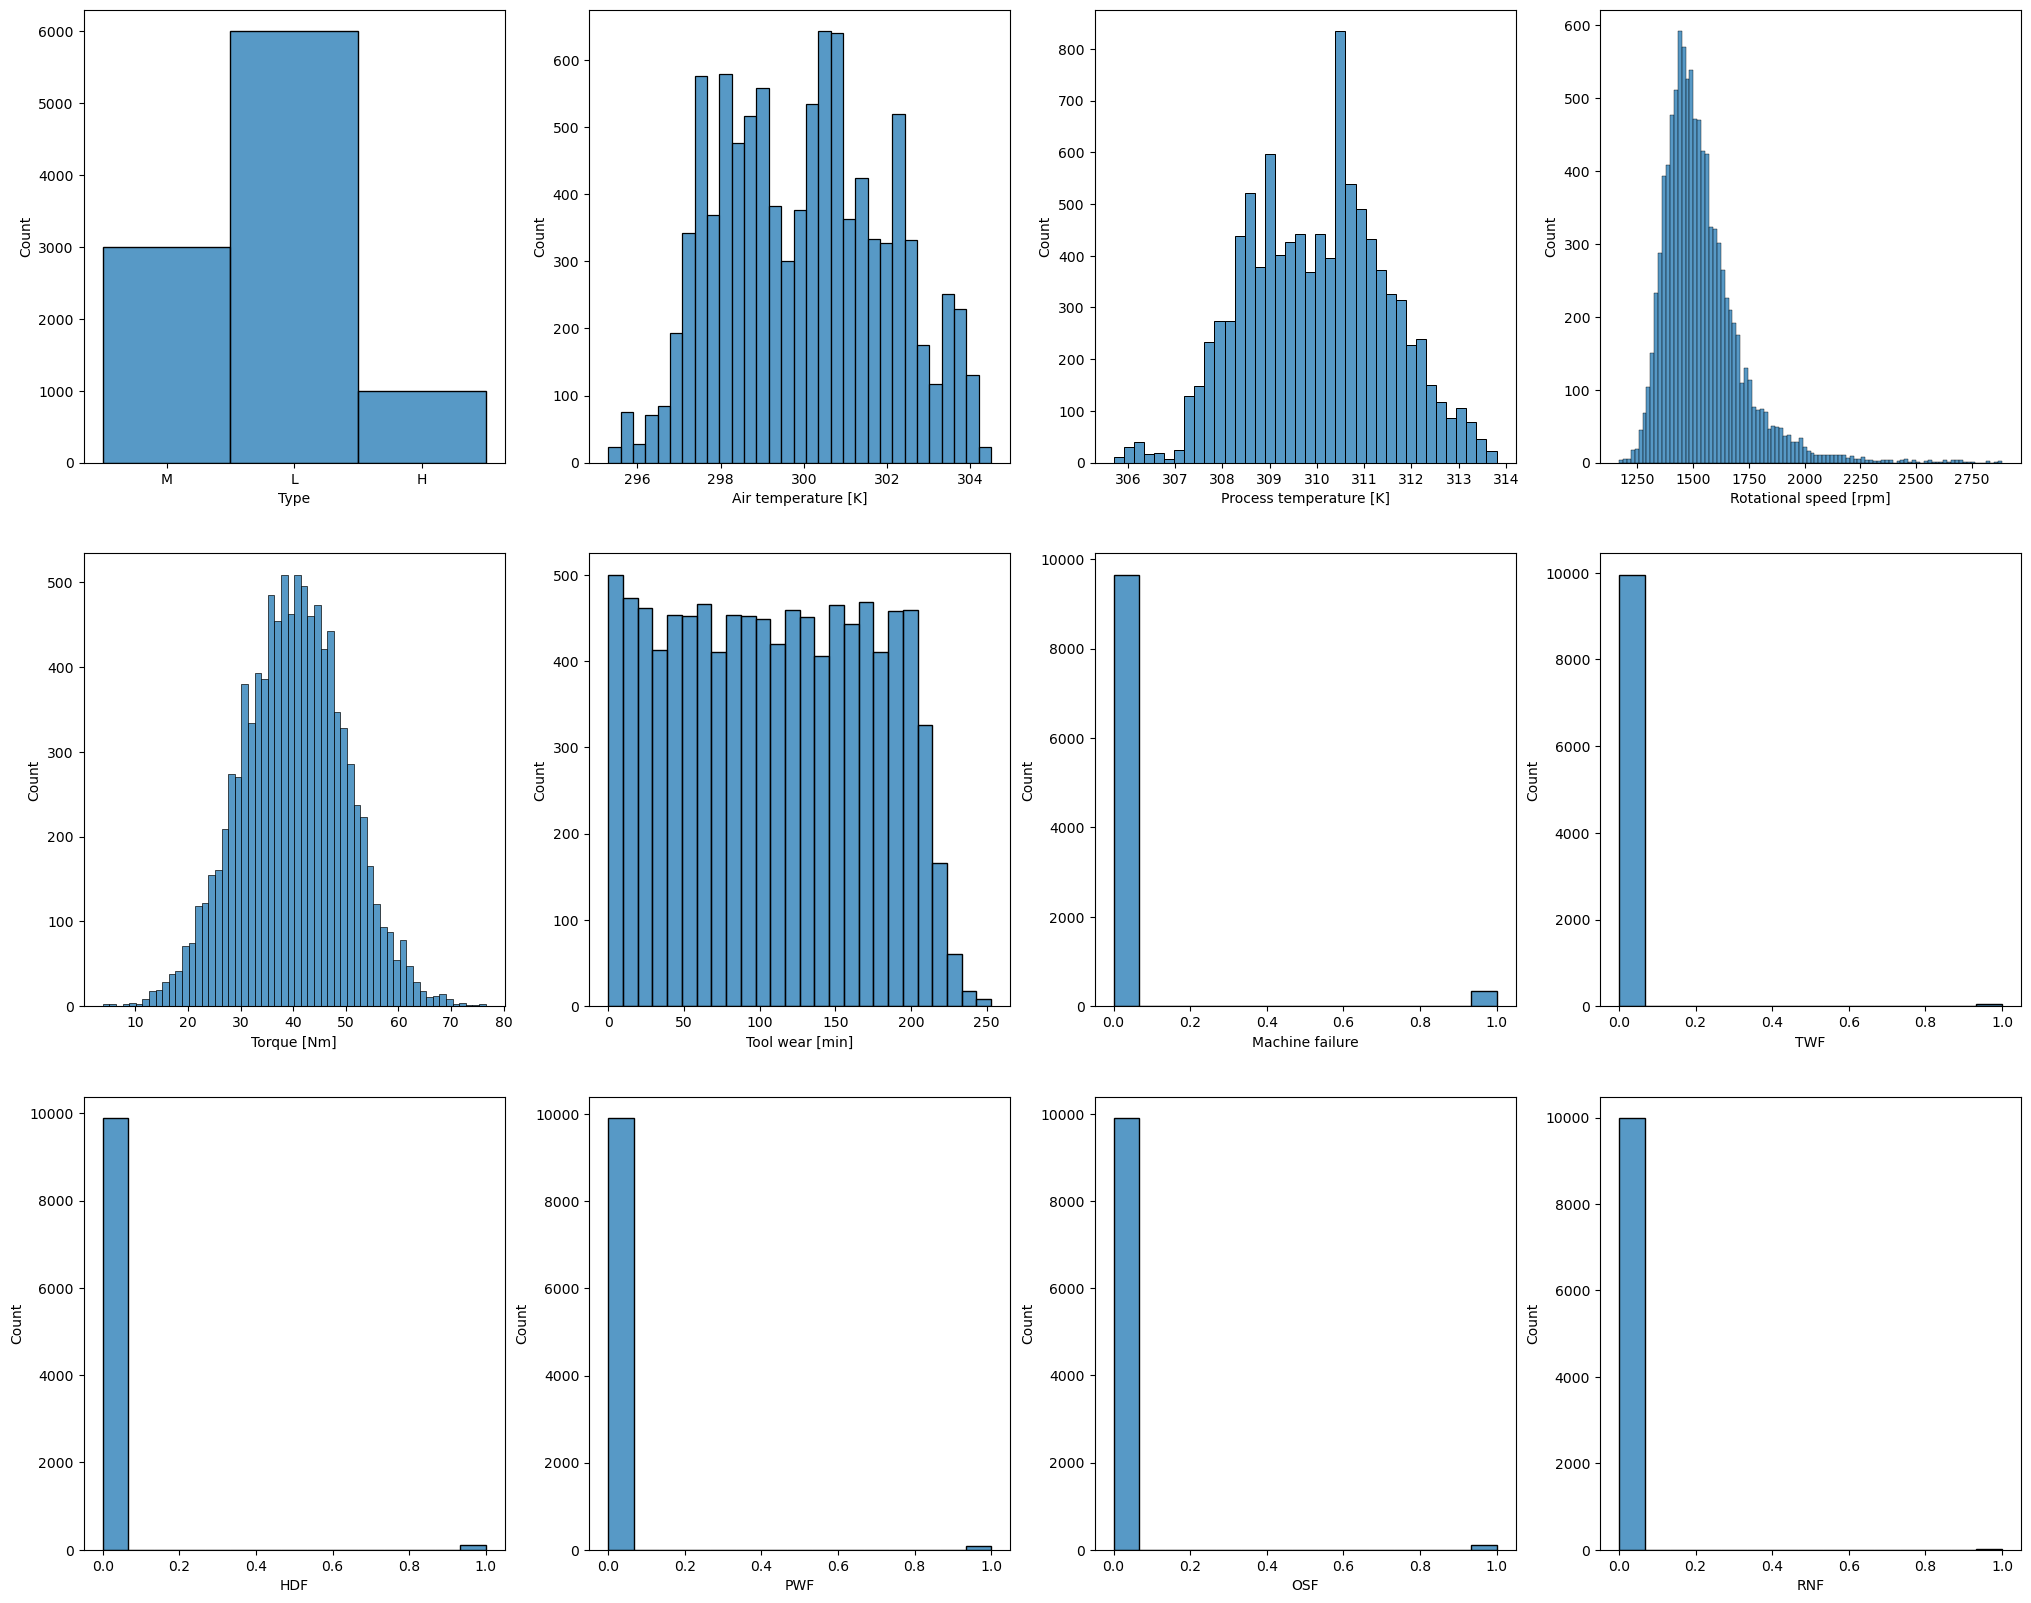 6000
5000
4000
3000
2000
1000
0
Count
M L H
Type
600
500
400
300
200
100
0
Count
296 298 300 302 304
Air temperature [K]
800
700
600
500
400
300
200
100
0
Count
306 307 308 309 310 311 312 313 314
Process temperature [K]
600
500
400
300
200
100
0
Count
1250 1500 1750 2000 2250 2500 2750
Rotational speed [rpm]
500
400
300
200
100
0
Count
10 20 30 40 50 60 70 80
Torque [Nm]
500
400
300
200
100
0
Count
0 50 100 150 200 250
Tool wear [min]
10000
8000
6000
4000
2000
0
Count
0.0 0.2 0.4 0.6 0.8 1.0
Machine failure
10000
8000
6000
4000
2000
0
Count
0.0 0.2 0.4 0.6 0.8 1.0
TWF
10000
8000
6000
4000
2000
0
Count
0.0 0.2 0.4 0.6 0.8 1.0
HDF
10000
8000
6000
4000
2000
0
Count
0.0 0.2 0.4 0.6 0.8 1.0
PWF
10000
8000
6000
4000
2000
0
Count
0.0 0.2 0.4 0.6 0.8 1.0
OSF
10000
8000
6000
4000
2000
0
Count
0.0 0.2 0.4 0.6 0.8 1.0
RNF